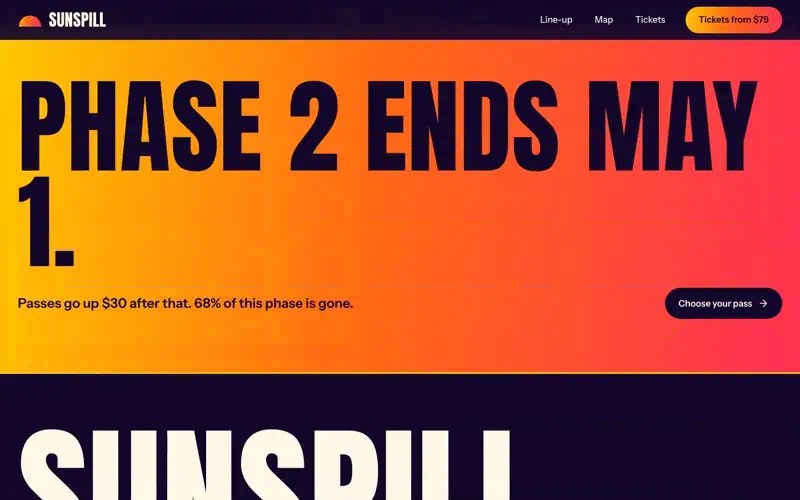 SUNSPILL
Line-up
Map
Tickets
Tickets from $79
PHASE 2 ENDS MAY
1.
Passes go up $30 after that. 68% of this phase is gone.
Choose your pass
SUNSPILL